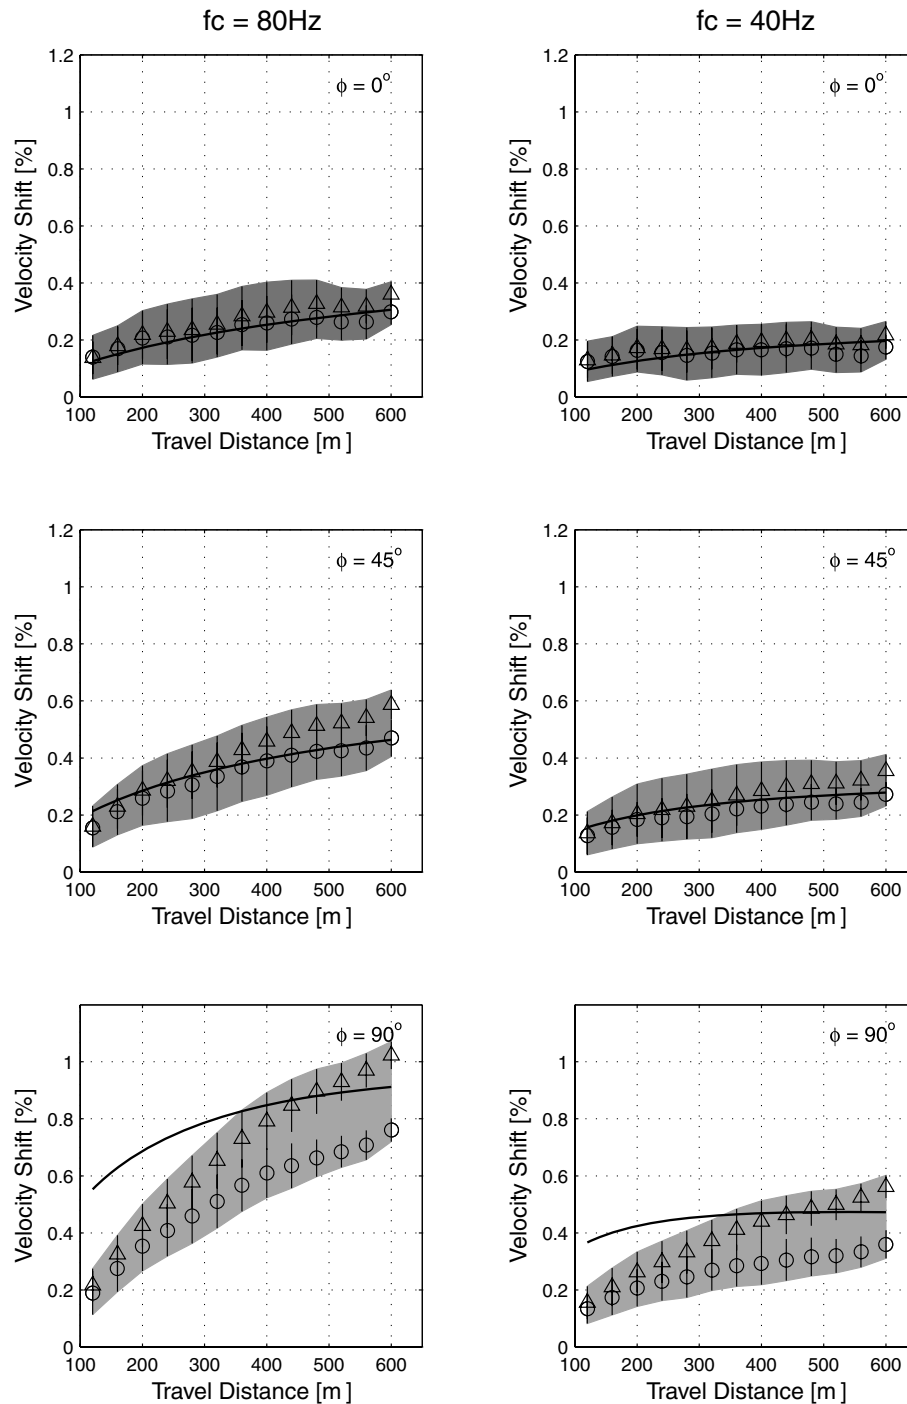 fc = 80Hz
fc = 40Hz
1.2
1
0.8
0.6
0.4
0.2
0
Velocity Shift [%]
ϕ = 0°
100 200 300 400 500 600
Travel Distance [m]
1.2
1
0.8
0.6
0.4
0.2
0
Velocity Shift [%]
ϕ = 0°
100 200 300 400 500 600
Travel Distance [m]
1.2
1
0.8
0.6
0.4
0.2
0
Velocity Shift [%]
ϕ = 45°
100 200 300 400 500 600
Travel Distance [m]
1.2
1
0.8
0.6
0.4
0.2
0
Velocity Shift [%]
ϕ = 45°
100 200 300 400 500 600
Travel Distance [m]
1
0.8
0.6
0.4
0.2
0
Velocity Shift [%]
ϕ = 90°
100 200 300 400 500 600
Travel Distance [m]
1
0.8
0.6
0.4
0.2
0
Velocity Shift [%]
ϕ = 90°
100 200 300 400 500 600
Travel Distance [m]